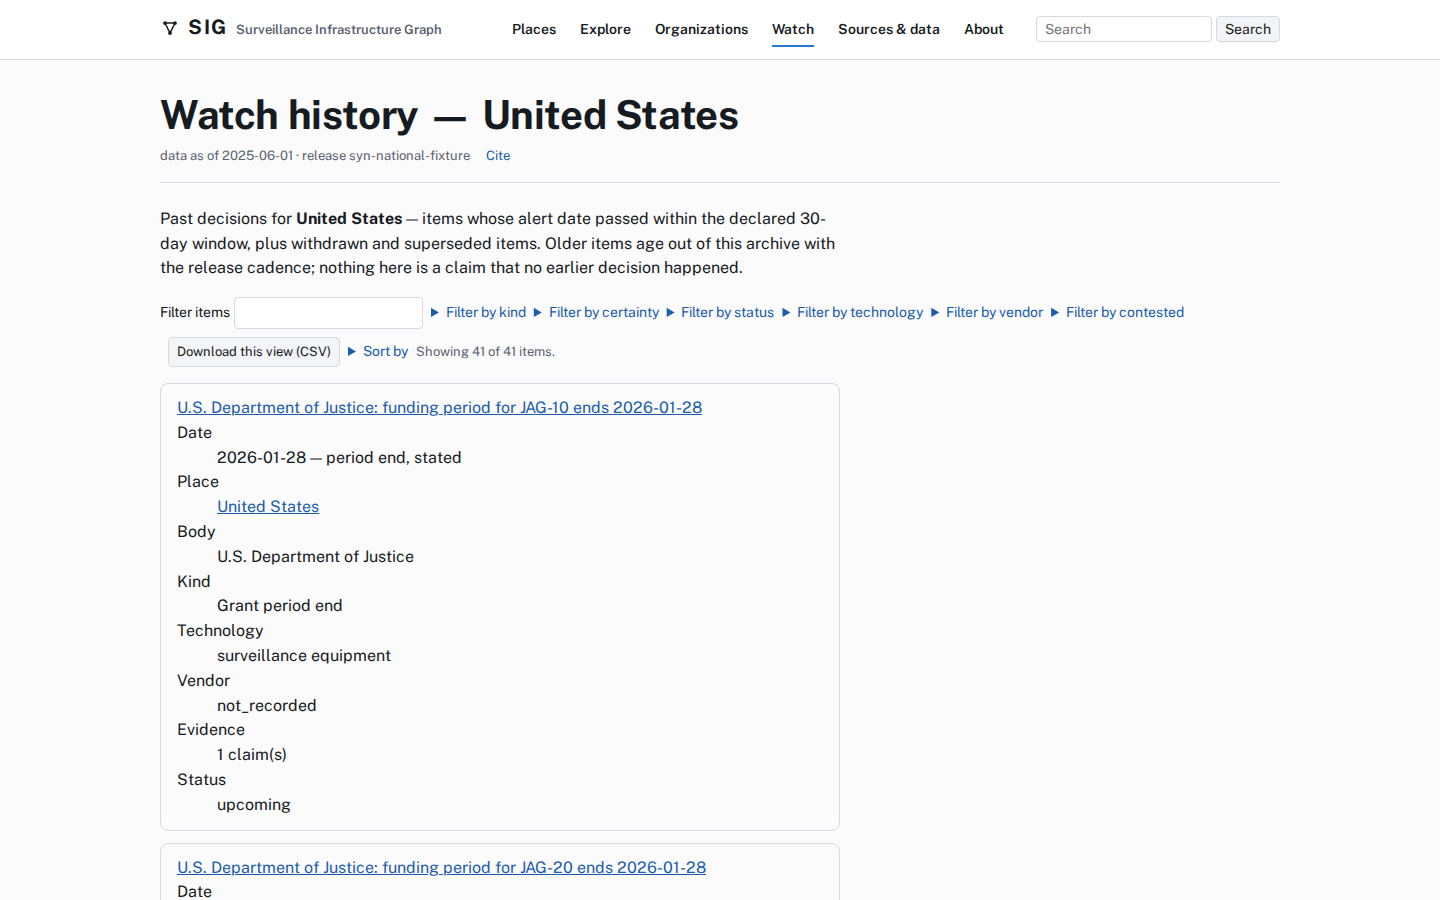 SIG Surveillance Infrastructure Graph Places Explore Organizations Watch Sources & data About Search Search
Watch history — United States
data as of 2025-06-01 · release syn-national-fixture Cite
Past decisions for United States — items whose alert date passed within the declared 30-
day window, plus withdrawn and superseded items. Older items age out of this archive with
the release cadence; nothing here is a claim that no earlier decision happened.
Filter items ▶ Filter by kind ▶ Filter by certainty ▶ Filter by status ▶ Filter by technology ▶ Filter by vendor ▶ Filter by contested
Download this view (CSV) ▶ Sort by Showing 41 of 41 items.
U.S. Department of Justice: funding period for JAG-10 ends 2026-01-28
Date
2026-01-28 — period end, stated
Place
United States
Body
U.S. Department of Justice
Kind
Grant period end
Technology
surveillance equipment
Vendor
not_recorded
Evidence
1 claim(s)
Status
upcoming
U.S. Department of Justice: funding period for JAG-20 ends 2026-01-28
Date